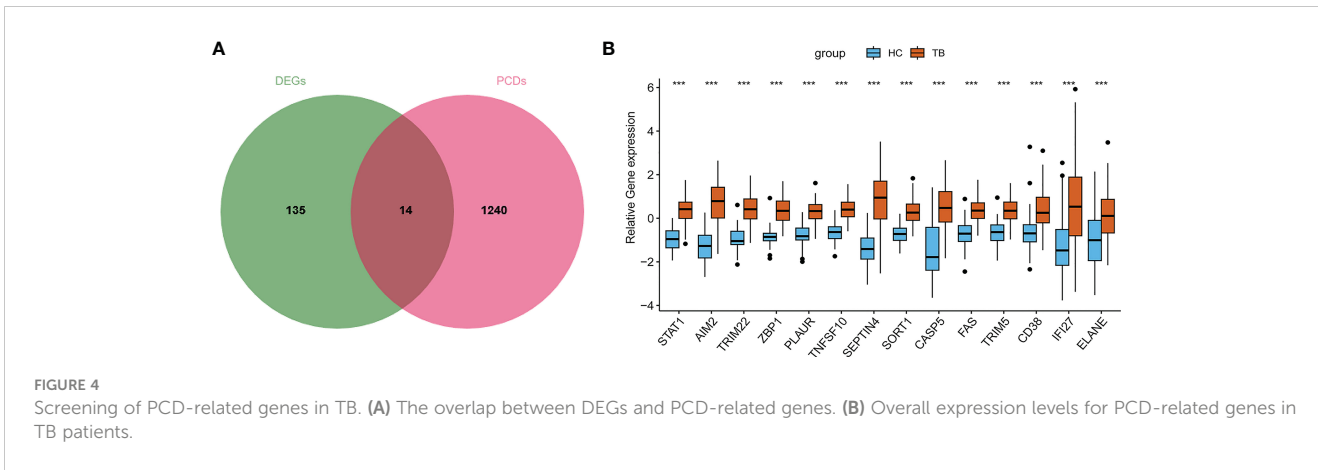 A
DEGs
PCDs
135
14
1240
B
group HC TB
*** *** *** *** *** *** *** *** *** *** *** *** *** ***
Relative Gene expression
6
4
2
0
−2
−4
STAT1 AIM2 TRIM22 ZBP1 PLAUR TNFSF10 SEPTIN4 SORT1 CASP5 FAS TRIM5 CD38 IFI27 ELANE
FIGURE 4
Screening of PCD-related genes in TB. (A) The overlap between DEGs and PCD-related genes. (B) Overall expression levels for PCD-related genes in
TB patients.